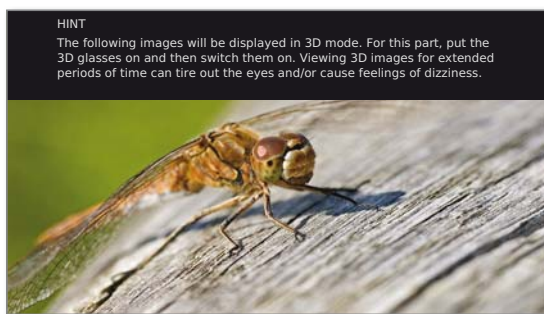 HINT
The following images will be displayed in 3D mode. For this part, put the
3D glasses on and then switch them on. Viewing 3D images for extended
periods of time can tire out the eyes and/or cause feelings of dizziness.